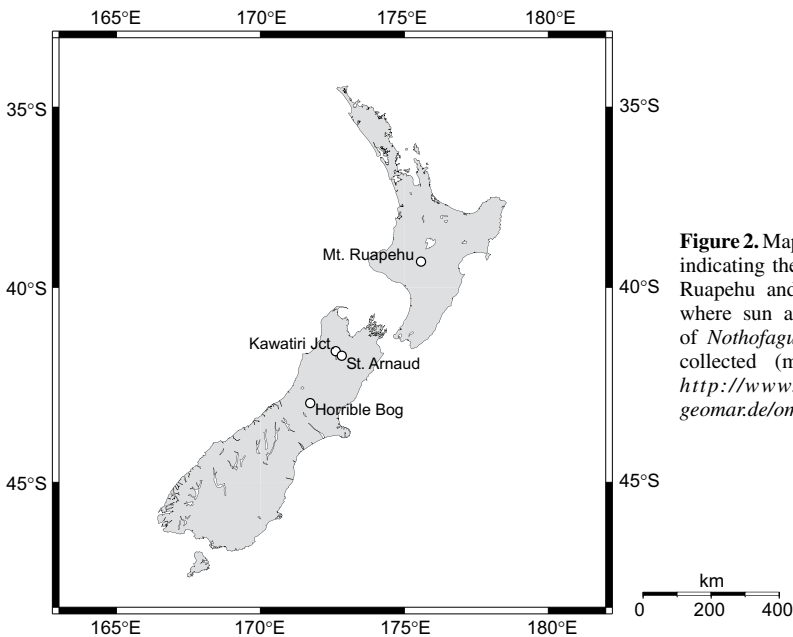 165°E 170°E 175°E 180°E
35°S 35°S
Mt. Ruapehu
40°S 40°S
Kawatiri Jct
St. Arnaud
Horrible Bog
45°S 45°S
165°E 170°E 175°E 180°E
Figure 2. Map
indicating the
Ruapehu and
where sun a
of Nothofagu
collected (m
http://www.
geomar.de/on
km
0 200 400